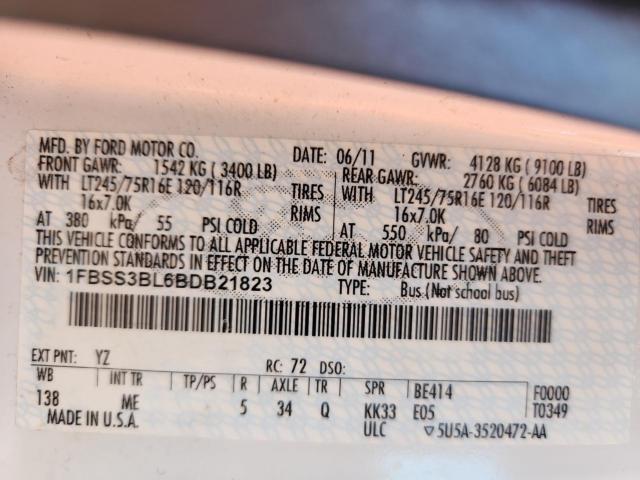 MFD. BY FORD MOTOR CO. DATE: 06/11 GVWR: 4128 KG ( 9100 LB)
FRONT GAWR: 1542 KG ( 3400 LB) REAR GAWR: 2760 KG ( 6084 LB)
WITH LT245/75R16E 120/116R TIRES WITH LT245/75R16E 120/116R TIRES
16x7.0K RIMS 16x7.0K RIMS
AT 380 kPa/ 55 PSI COLD AT 550 kPa/ 80 PSI COLD
THIS VEHICLE CONFORMS TO ALL APPLICABLE FEDERAL MOTOR VEHICLE SAFETY AND THEFT
PREVENTION STANDARDS IN EFFECT ON THE DATE OF MANUFACTURE SHOWN ABOVE.
VIN: 1FBSS3BL6BDB21823 TYPE: Bus (Not school bus)
EXT PNT: YZ RC: 72 DSO:
WB INT TR TP/PS R AXLE TR SPR BE414 F0000
138 ME 5 34 Q KK33 E05 T0349
MADE IN U.S.A. ULC ▽5U5A-3520472-AA